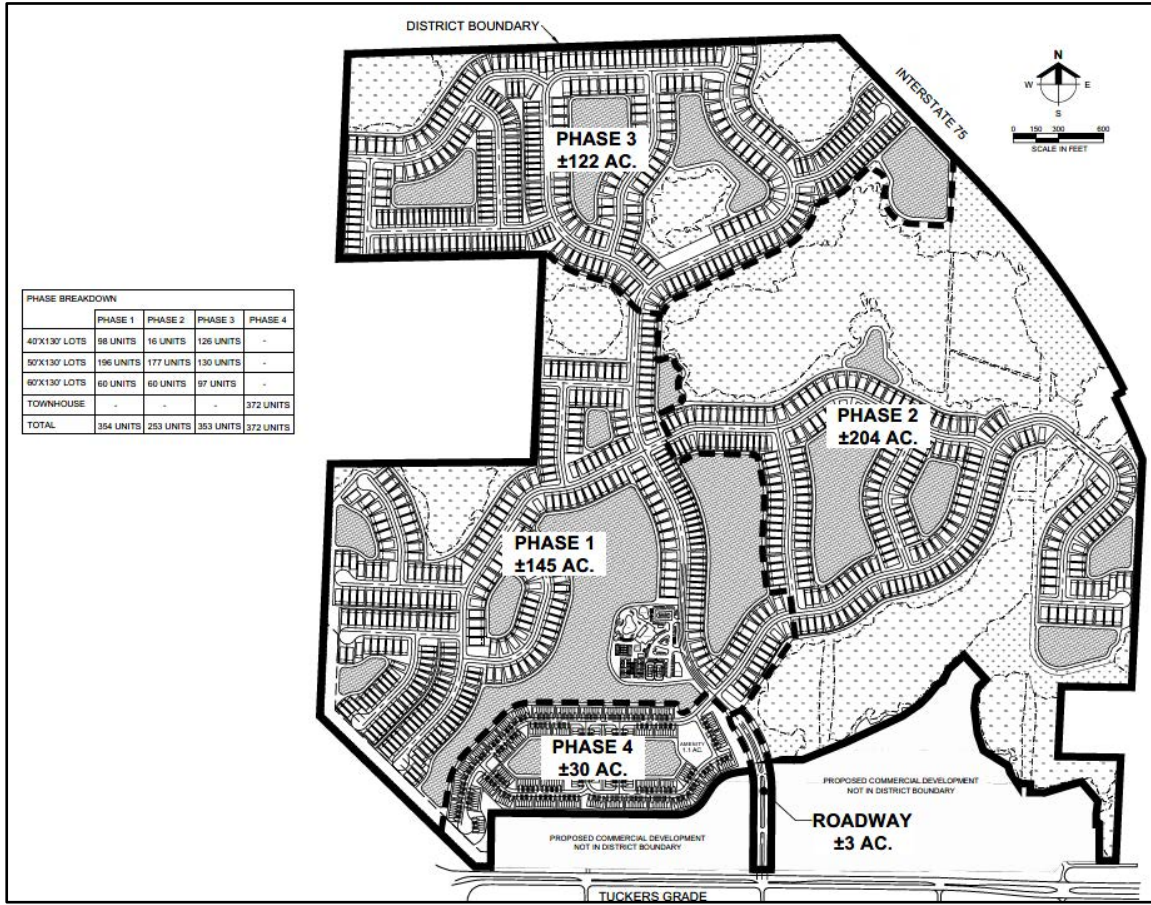 DISTRICT BOUNDARY
INTERSTATE 75
N
W E
S
0 150 300 600
SCALE IN FEET
PHASE 3
±122 AC.
PHASE BREAKDOWN
PHASE 1 PHASE 2 PHASE 3 PHASE 4
40'X130' LOTS 98 UNITS 16 UNITS 126 UNITS -
50'X130' LOTS 196 UNITS 177 UNITS 130 UNITS -
60'X130' LOTS 60 UNITS 60 UNITS 97 UNITS -
TOWNHOUSE - - - 372 UNITS
TOTAL 354 UNITS 253 UNITS 353 UNITS 372 UNITS
PHASE 2
±204 AC.
PHASE 1
±145 AC.
PHASE 4
±30 AC.
AMENITY
1.1 AC.
PROPOSED COMMERCIAL DEVELOPMENT
NOT IN DISTRICT BOUNDARY
ROADWAY
±3 AC.
PROPOSED COMMERCIAL DEVELOPMENT
NOT IN DISTRICT BOUNDARY
TUCKERS GRADE